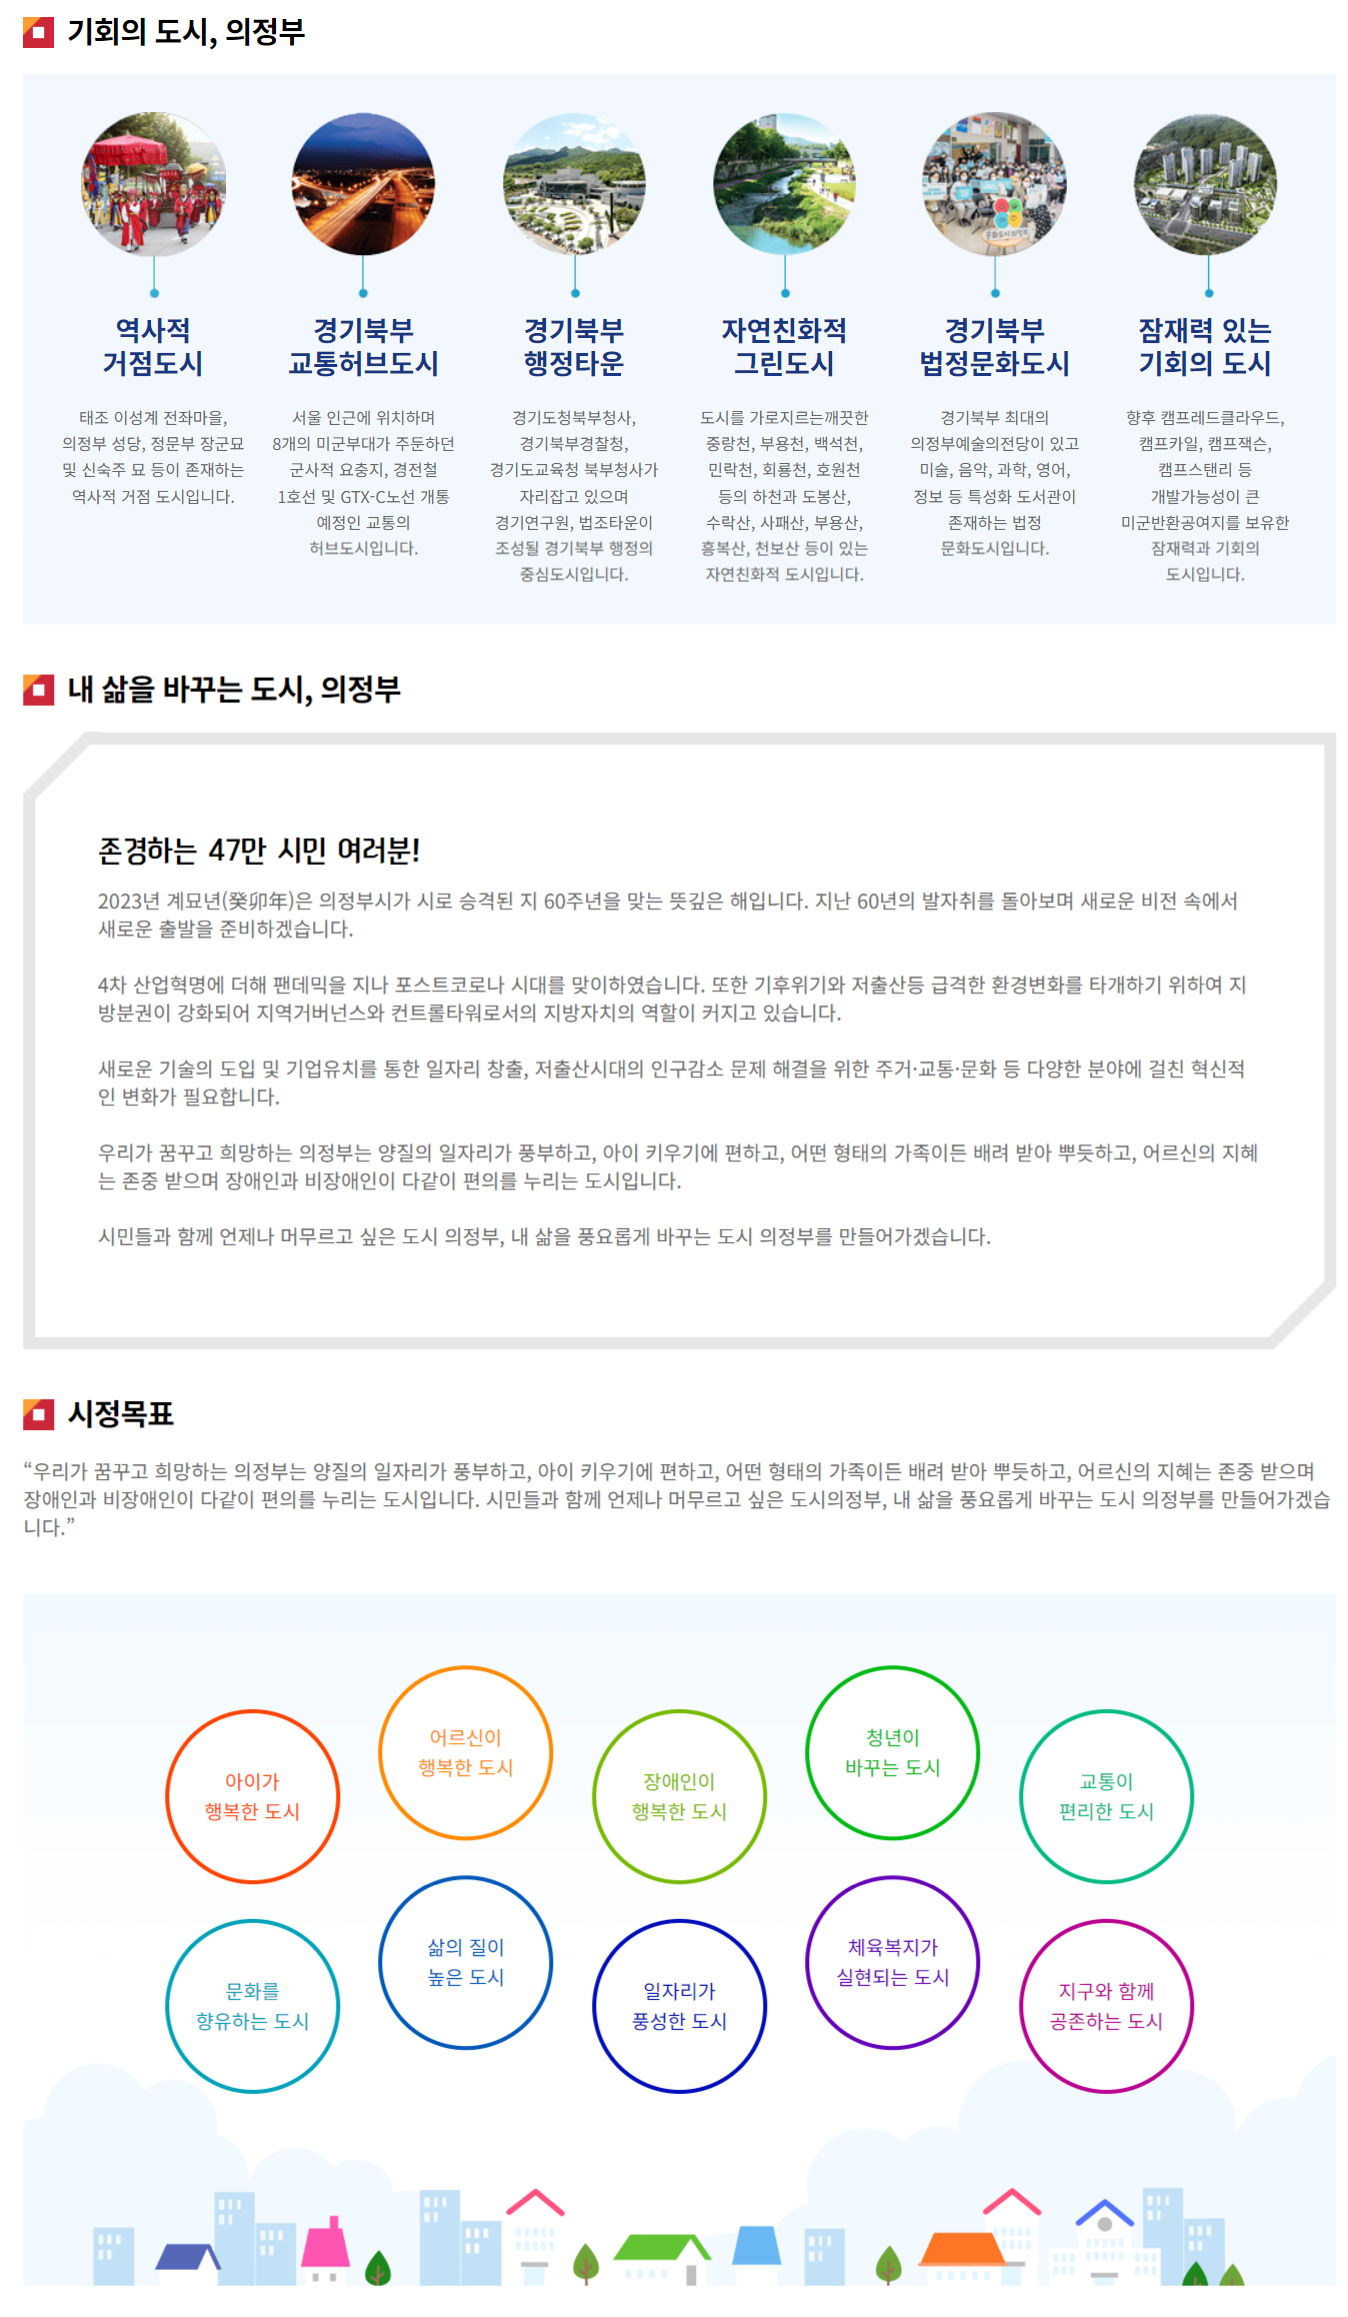 기회의 도시, 의정부
역사적
거점도시
태조 이성계 전좌마을,
의정부 성당, 정문부 장군묘
및 신숙주 묘 등이 존재하는
역사적 거점 도시입니다.
경기북부
교통허브도시
서울 인근에 위치하며
8개의 미군부대가 주둔하던
군사적 요충지, 경전철
1호선 및 GTX-C노선 개통
예정인 교통의
허브도시입니다.
경기북부
행정타운
경기도청북부청사,
경기북부경찰청,
경기도교육청 북부청사가
자리잡고 있으며
경기연구원, 법조타운이
조성될 경기북부 행정의
중심도시입니다.
자연친화적
그린도시
도시를 가로지르는깨끗한
중랑천, 부용천, 백석천,
민락천, 회룡천, 호원천
등의 하천과 도봉산,
수락산, 사패산, 부용산,
홍복산, 천보산 등이 있는
자연친화적 도시입니다.
문화도시 의정부
경기북부
법정문화도시
경기북부 최대의
의정부예술의전당이 있고
미술, 음악, 과학, 영어,
정보 등 특성화 도서관이
존재하는 법정
문화도시입니다.
잠재력 있는
기회의 도시
향후 캠프레드클라우드,
캠프카일, 캠프잭슨,
캠프스탠리 등
개발가능성이 큰
미군반환공여지를 보유한
잠재력과 기회의
도시입니다.
내 삶을 바꾸는 도시, 의정부
존경하는 47만 시민 여러분!
2023년 계묘년(癸卯年)은 의정부시가 시로 승격된 지 60주년을 맞는 뜻깊은 해입니다. 지난 60년의 발자취를 돌아보며 새로운 비전 속에서
새로운 출발을 준비하겠습니다.
4차 산업혁명에 더해 팬데믹을 지나 포스트코로나 시대를 맞이하였습니다. 또한 기후위기와 저출산등 급격한 환경변화를 타개하기 위하여 지
방분권이 강화되어 지역거버넌스와 컨트롤타워로서의 지방자치의 역할이 커지고 있습니다.
새로운 기술의 도입 및 기업유치를 통한 일자리 창출, 저출산시대의 인구감소 문제 해결을 위한 주거·교통·문화 등 다양한 분야에 걸친 혁신적
인 변화가 필요합니다.
우리가 꿈꾸고 희망하는 의정부는 양질의 일자리가 풍부하고, 아이 키우기에 편하고, 어떤 형태의 가족이든 배려 받아 뿌듯하고, 어르신의 지혜
는 존중 받으며 장애인과 비장애인이 다같이 편의를 누리는 도시입니다.
시민들과 함께 언제나 머무르고 싶은 도시 의정부, 내 삶을 풍요롭게 바꾸는 도시 의정부를 만들어가겠습니다.
시정목표
“우리가 꿈꾸고 희망하는 의정부는 양질의 일자리가 풍부하고, 아이 키우기에 편하고, 어떤 형태의 가족이든 배려 받아 뿌듯하고, 어르신의 지혜는 존중 받으며
장애인과 비장애인이 다같이 편의를 누리는 도시입니다. 시민들과 함께 언제나 머무르고 싶은 도시의정부, 내 삶을 풍요롭게 바꾸는 도시 의정부를 만들어가겠습
니다.”
아이가
행복한 도시
어르신이
행복한 도시
장애인이
행복한 도시
청년이
바꾸는 도시
교통이
편리한 도시
문화를
향유하는 도시
삶의 질이
높은 도시
일자리가
풍성한 도시
체육복지가
실현되는 도시
지구와 함께
공존하는 도시